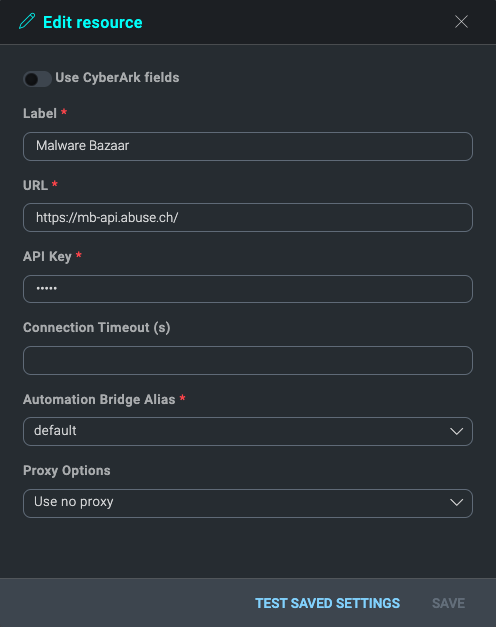 Edit resource
Use CyberArk fields
Label *
Malware Bazaar
URL *
https://mb-api.abuse.ch/
API Key *
•••••
Connection Timeout (s)
Automation Bridge Alias *
default
Proxy Options
Use no proxy
TEST SAVED SETTINGS SAVE